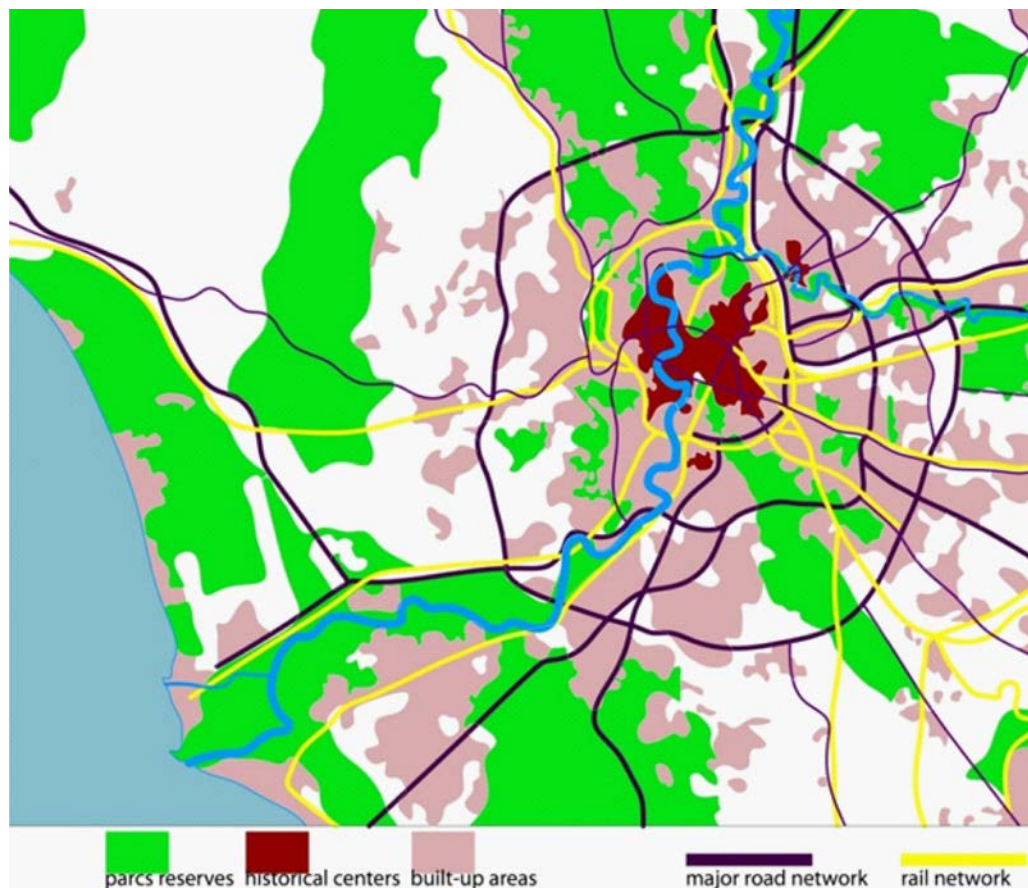 parcs reserves
historical centers
built-up areas
major road network
rail network